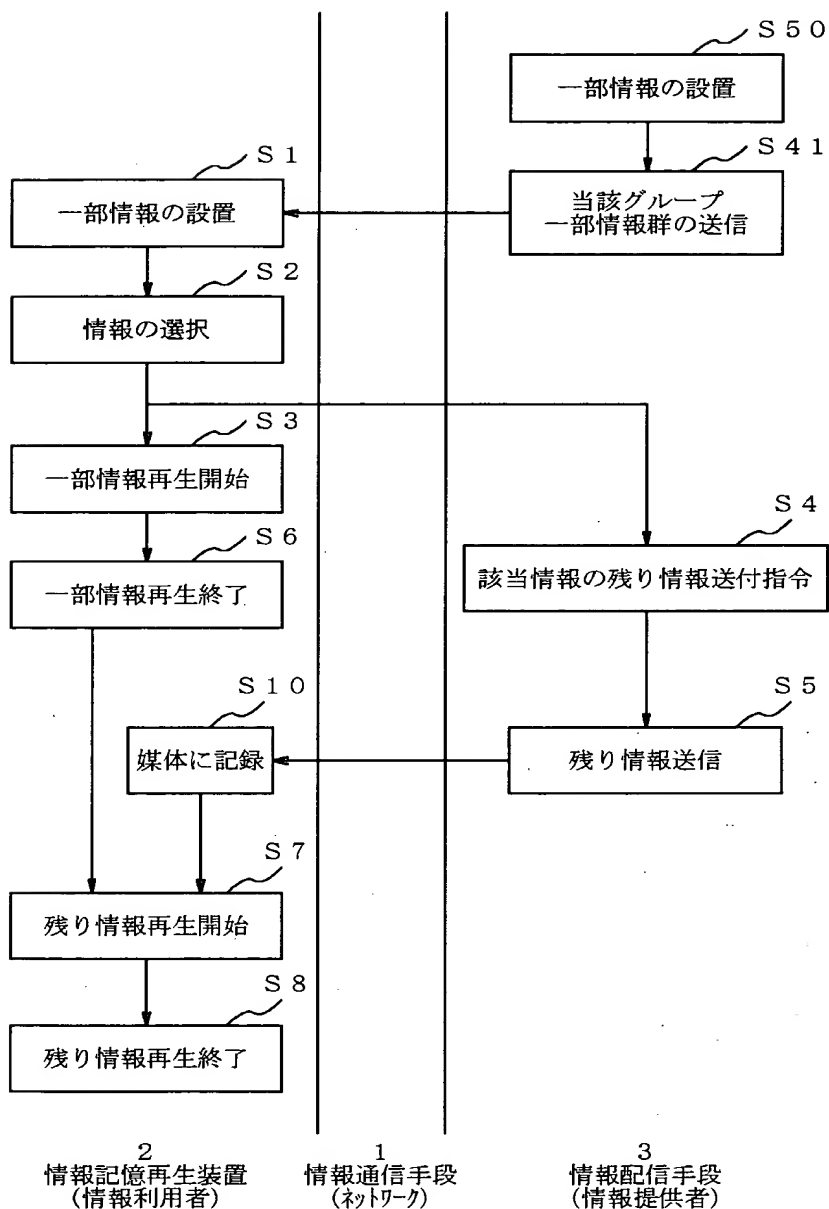 S50
一部情報の設置
S41
当該グループ
一部情報群の送信
S1
一部情報の設置
S2
情報の選択
S3
一部情報再生開始
S4
該当情報の残り情報送付指令
S6
一部情報再生終了
S5
残り情報送信
S10
媒体に記録
S7
残り情報再生開始
S8
残り情報再生終了
2
情報記憶再生装置
(情報利用者)
1
情報通信手段
(ネットワーク)
3
情報配信手段
(情報提供者)